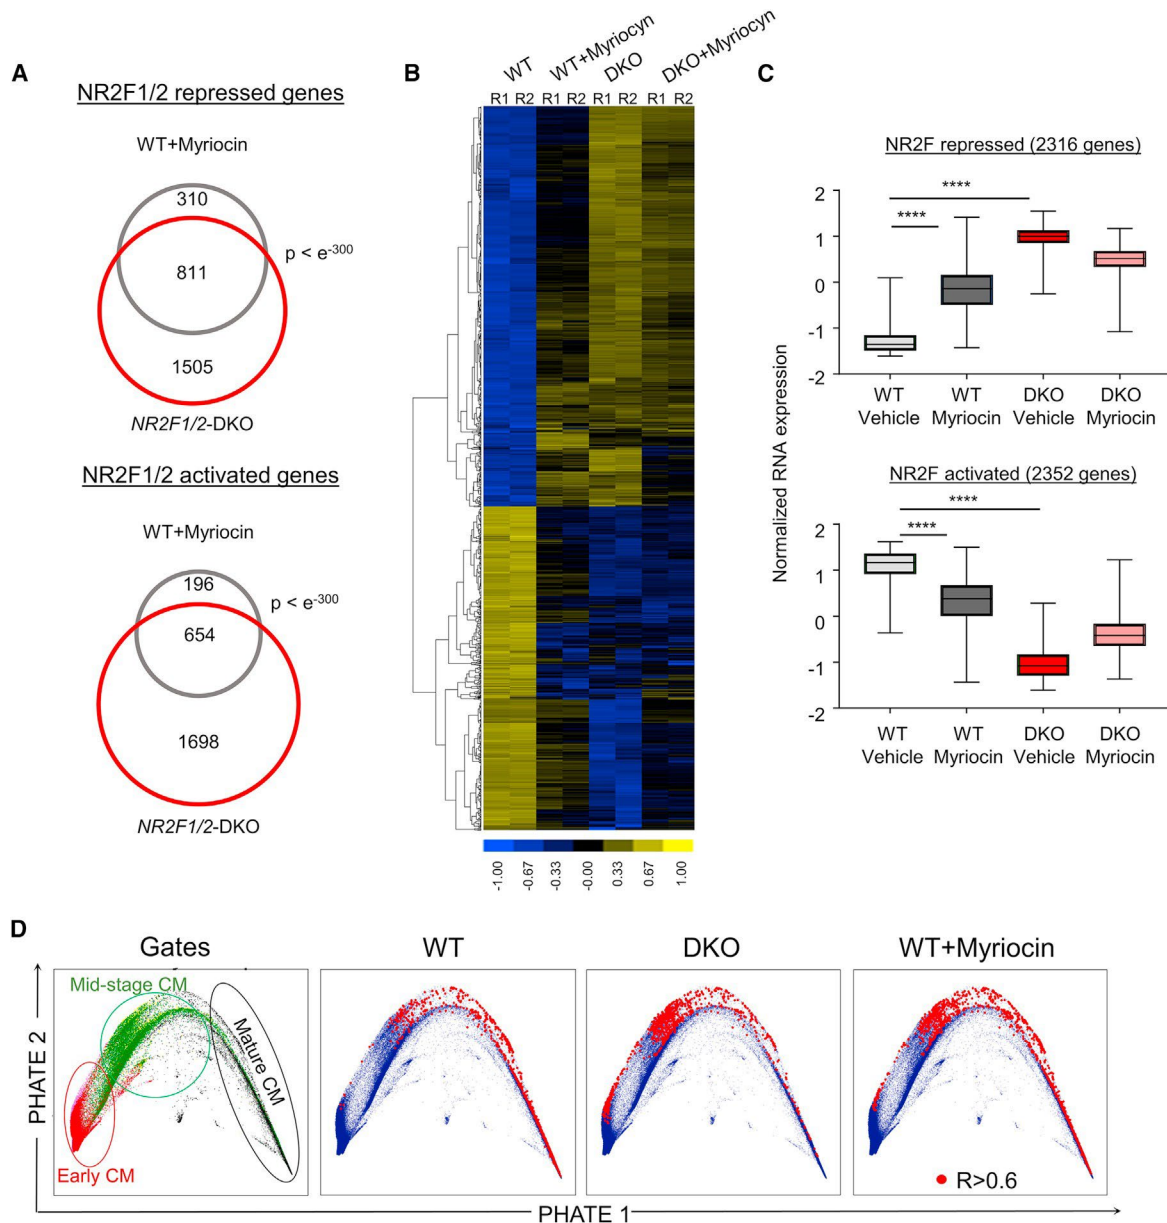 A
NR2F1/2 repressed genes
WT+Myriocin
310
811
p < e-300
1505
NR2F1/2-DKO
NR2F1/2 activated genes
WT+Myriocin
196
654
p < e-300
1698
NR2F1/2-DKO
B
WT
WT+Myriocyn
DKO
DKO+Myriocyn
R1 R2 R1 R2 R1 R2 R1 R2
-1.00
-0.67
-0.33
-0.00
0.33
0.67
1.00
C
NR2F repressed (2316 genes)
****
****
2
1
0
-1
-2
WT Vehicle
WT Myriocin
DKO Vehicle
DKO Myriocin
Normalized RNA expression
NR2F activated (2352 genes)
****
****
2
1
0
-1
-2
WT Vehicle
WT Myriocin
DKO Vehicle
DKO Myriocin
D
Gates
WT
DKO
WT+Myriocin
Mid-stage CM
Mature CM
Early CM
R>0.6
PHATE 2
PHATE 1